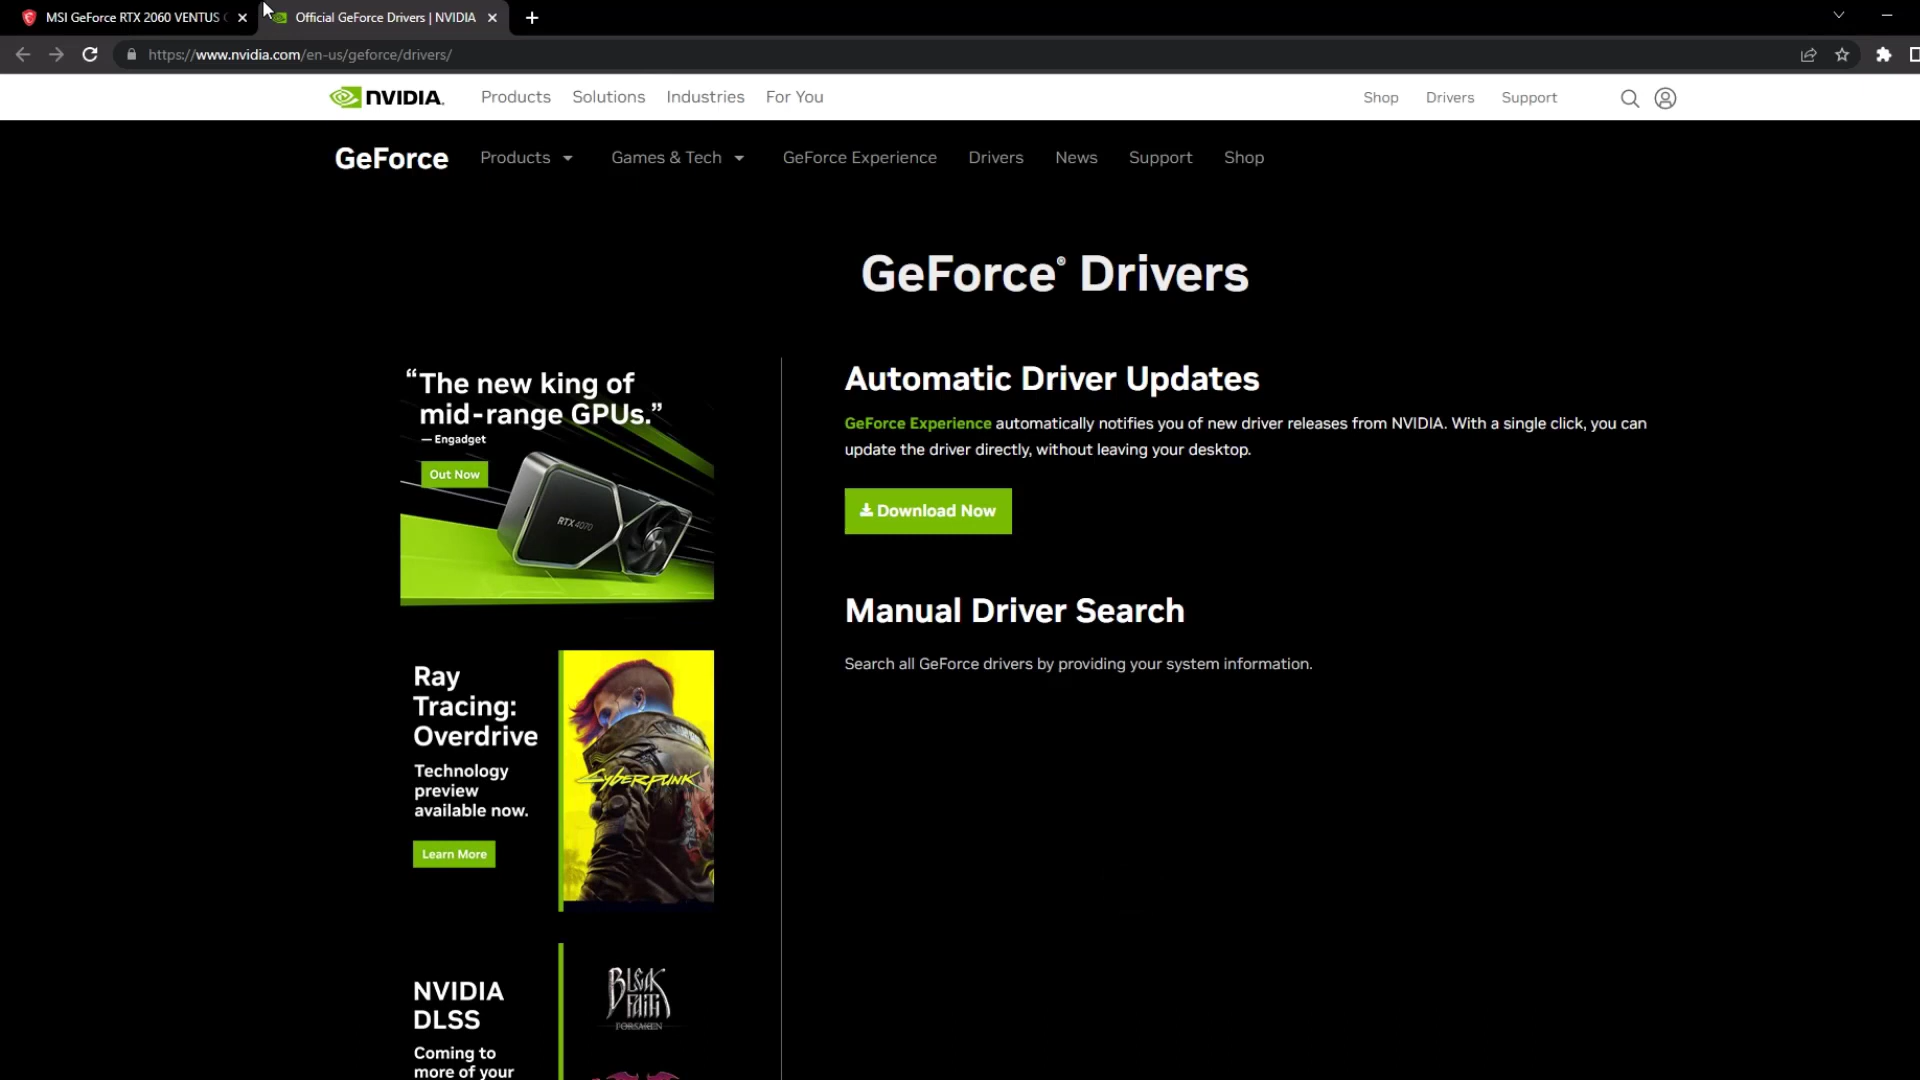 MSI GeForce RTX 2060 VENTUS
Official GeForce Drivers | NVIDIA
https://www.nvidia.com/en-us/geforce/drivers/
NVIDIA. Products Solutions Industries For You Shop Drivers Support
GeForce Products Games & Tech GeForce Experience Drivers News Support Shop
GeForce® Drivers
“The new king of
mid-range GPUs.”
— Engadget
Out Now
RTX 4070
Automatic Driver Updates
GeForce Experience automatically notifies you of new driver releases from NVIDIA. With a single click, you can
update the driver directly, without leaving your desktop.
Download Now
Manual Driver Search
Search all GeForce drivers by providing your system information.
Ray
Tracing:
Overdrive
Technology
preview
available now.
Learn More
Cyberpunk
NVIDIA
DLSS
Coming to
more of your
BLEAK
FAITH
FORSAKEN